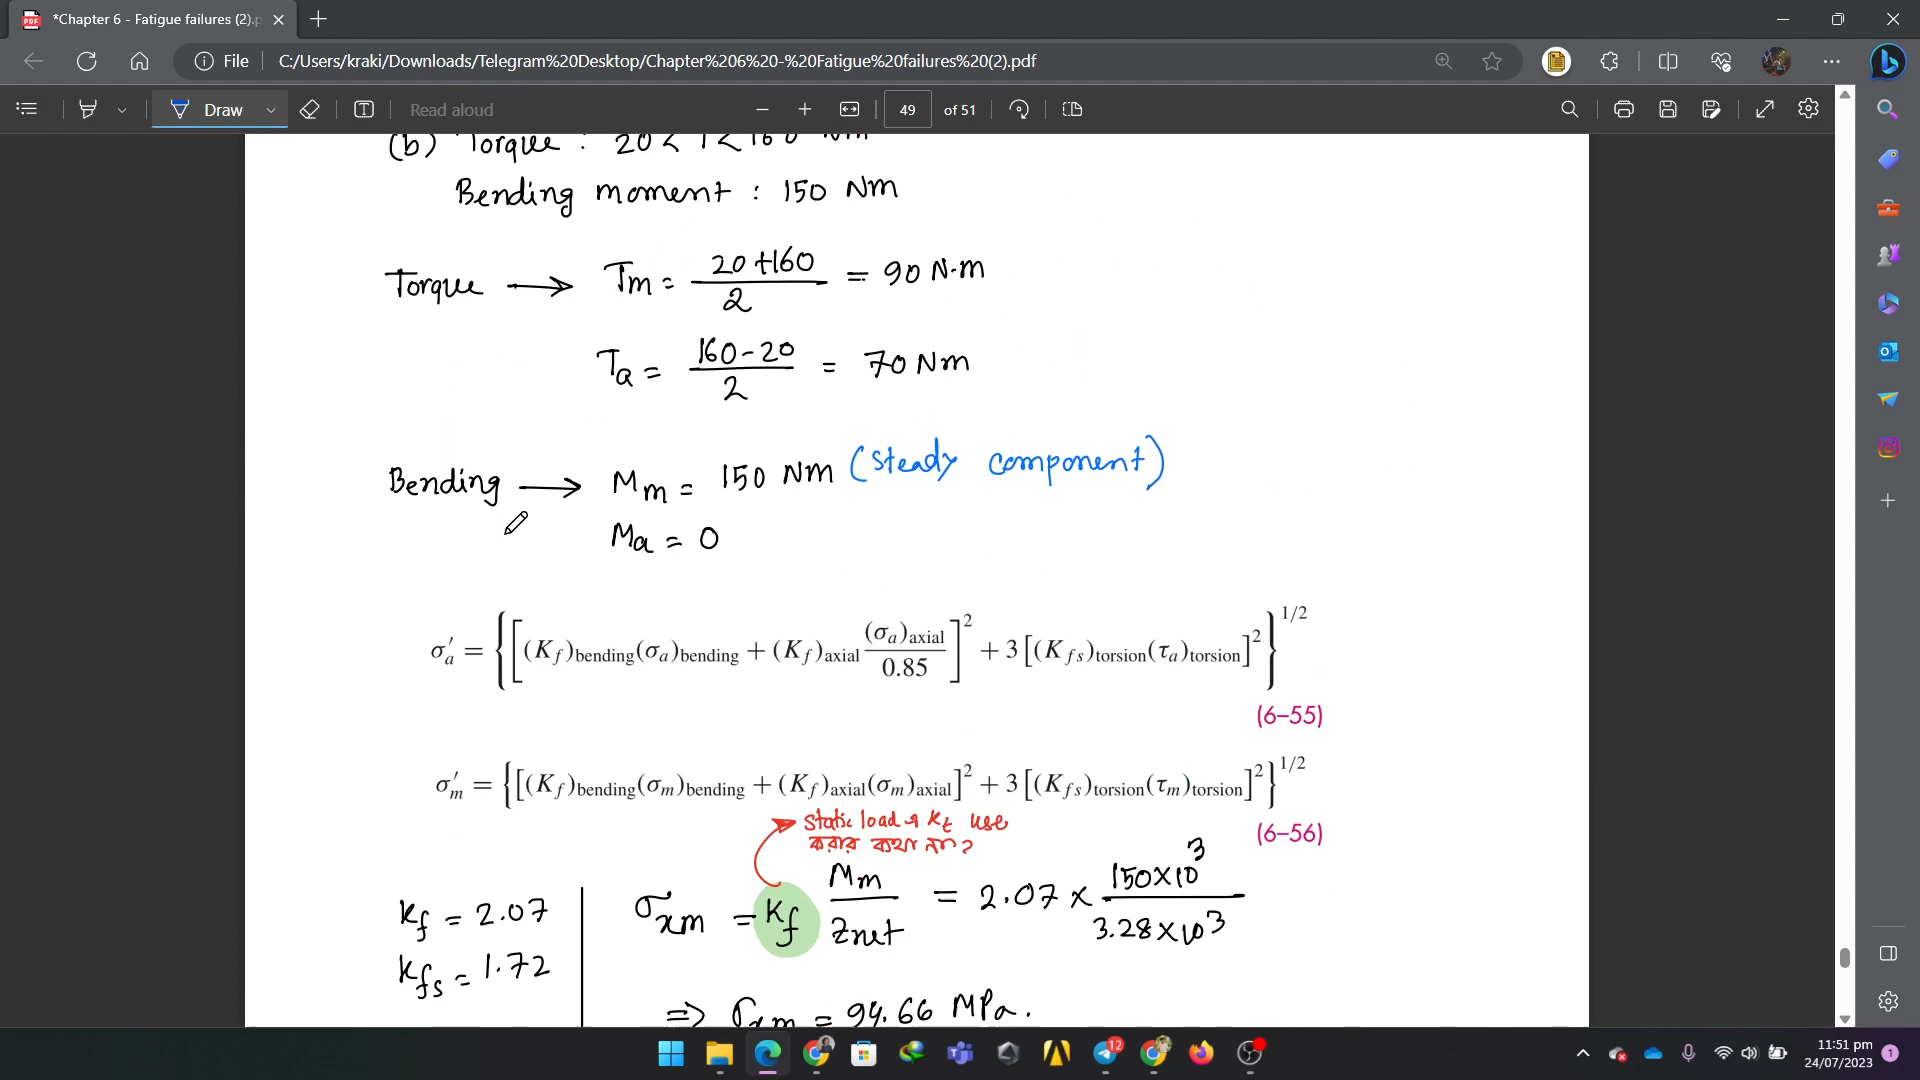 *Chapter 6 - Fatigue failures (2).p
File C:/Users/kraki/Downloads/Telegram%20Desktop/Chapter%206%20-%20Fatigue%20failures%20(2).pdf
Draw Read aloud 49 of 51
(b) Torque : 20 < T < 160 Nm
Bending moment : 150 Nm
Torque → Tm = (20+160)/2 = 90 N·m
Ta = (160-20)/2 = 70 Nm
Bending → Mm = 150 Nm (steady component)
Ma = 0
σ′a = {[(Kf)bending(σa)bending + (Kf)axial (σa)axial/0.85]² + 3[(Kfs)torsion(τa)torsion]²}^1/2
(6–55)
σ′m = {[(Kf)bending(σm)bending + (Kf)axial(σm)axial]² + 3[(Kfs)torsion(τm)torsion]²}^1/2
(6–56)
static load এ kt use
করার কথা না?
kf = 2.07
kfs = 1.72
σxm = kf Mm/Znet = 2.07 × (150×10³)/(3.28×10³)
⇒ σxm = 94.66 MPa.
12
11:51 pm
24/07/2023
1